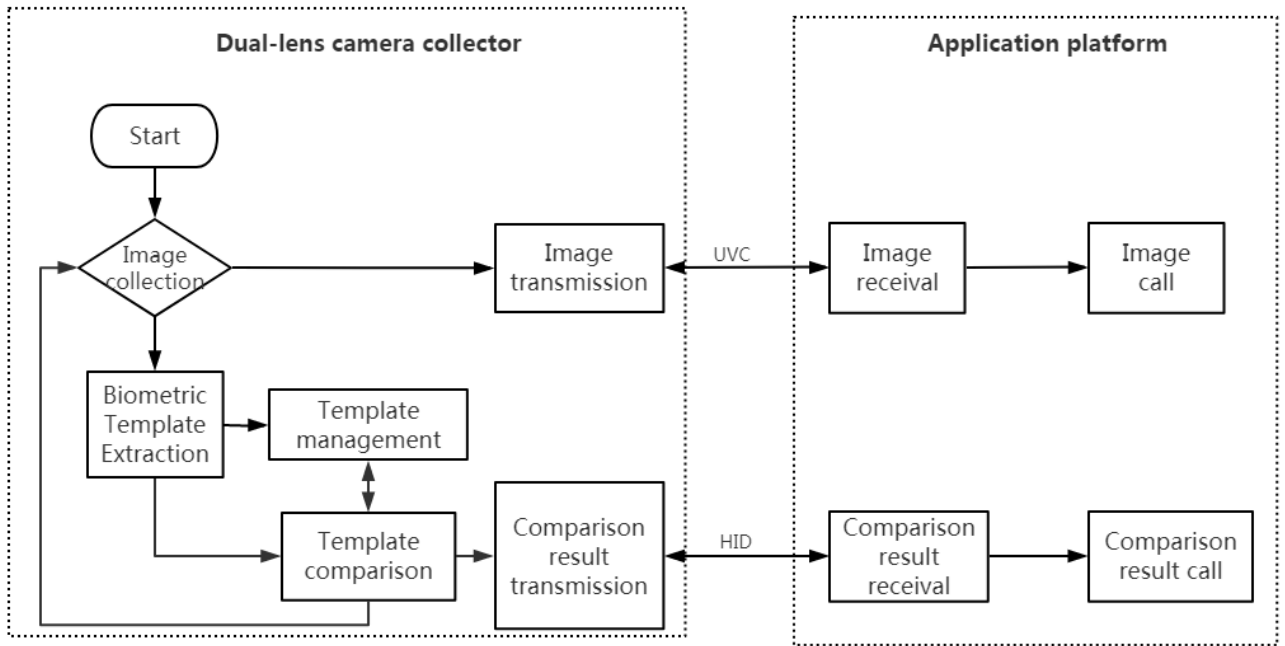 Dual-lens camera collector
Application platform
Start
Image
collection
Image
transmission
UVC
Image
receival
Image
call
Biometric
Template
Extraction
Template
management
Template
comparison
Comparison
result
transmission
HID
Comparison
result
receival
Comparison
result call